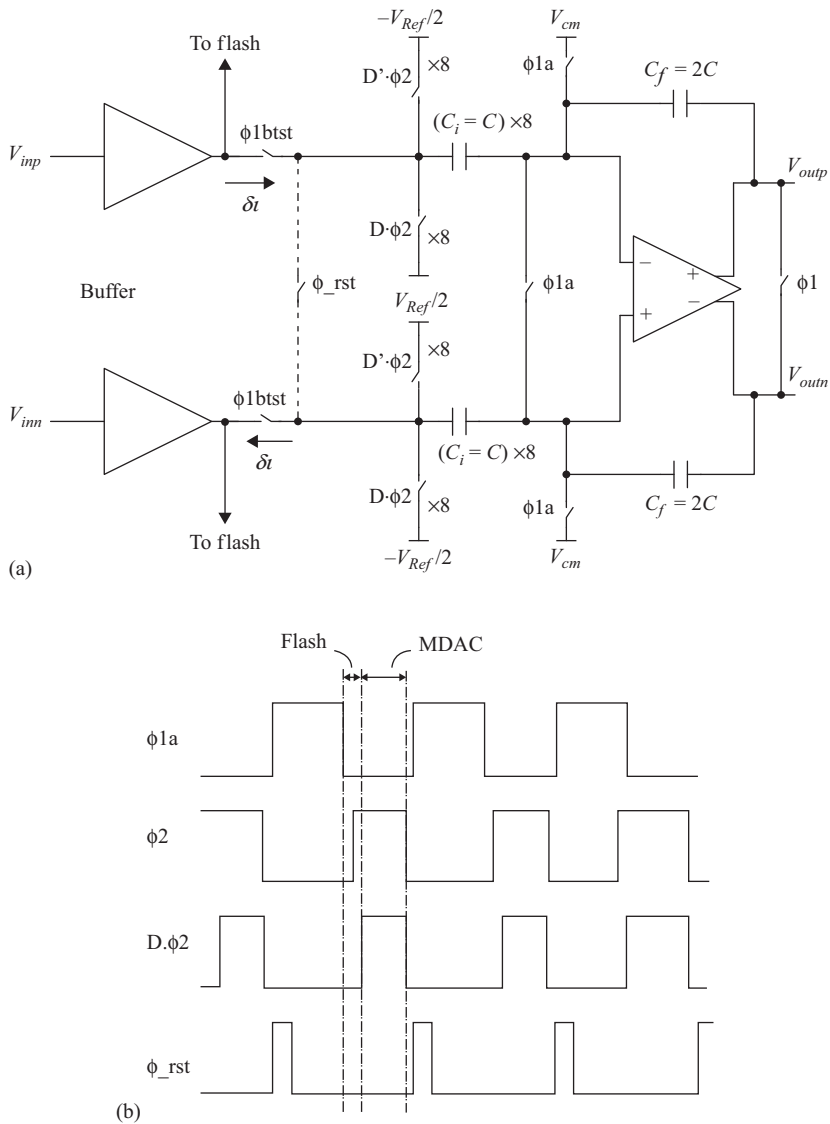 −V_Ref/2
V_cm
To flash
×8
D'·ϕ2
ϕ1a
C_f = 2C
ϕ1btst
(C_i = C) ×8
V_inp
V_outp
δι
D·ϕ2
×8
Buffer
ϕ_rst
V_Ref/2
ϕ1a
− +
+ −
ϕ1
×8
D'·ϕ2
ϕ1btst
V_inn
V_outn
δι
(C_i = C) ×8
D·ϕ2
×8
ϕ1a
C_f = 2C
To flash
−V_Ref/2
V_cm
(a)
Flash
MDAC
ϕ1a
ϕ2
D.ϕ2
ϕ_rst
(b)